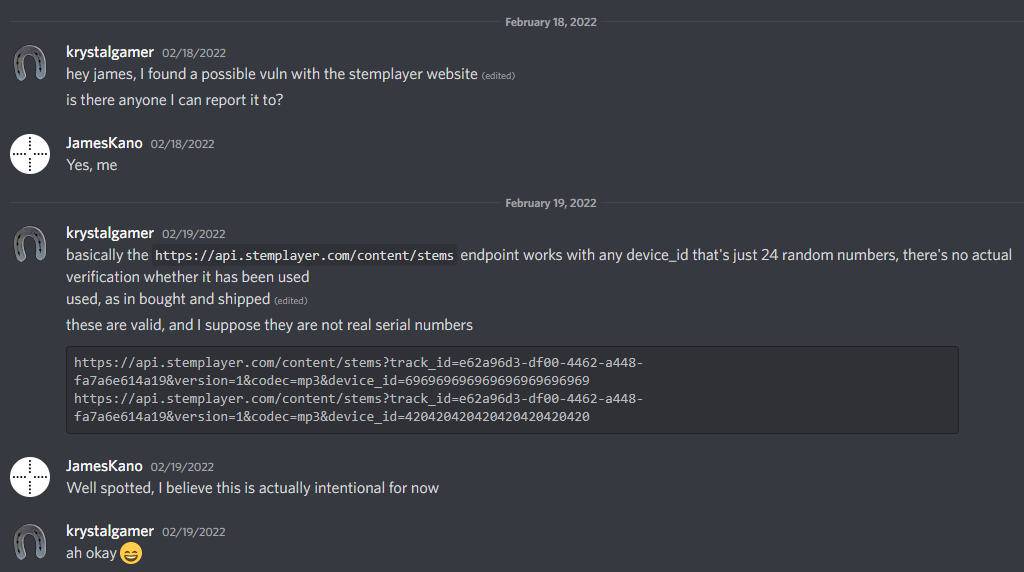 February 18, 2022
krystalgamer 02/18/2022
hey james, I found a possible vuln with the stemplayer website (edited)
is there anyone I can report it to?
JamesKano 02/18/2022
Yes, me
February 19, 2022
krystalgamer 02/19/2022
basically the https://api.stemplayer.com/content/stems endpoint works with any device_id that's just 24 random numbers, there's no actual
verification whether it has been used
used, as in bought and shipped (edited)
these are valid, and I suppose they are not real serial numbers
https://api.stemplayer.com/content/stems?track_id=e62a96d3-df00-4462-a448-
fa7a6e614a19&version=1&codec=mp3&device_id=696969696969696969696969
https://api.stemplayer.com/content/stems?track_id=e62a96d3-df00-4462-a448-
fa7a6e614a19&version=1&codec=mp3&device_id=420420420420420420420420
JamesKano 02/19/2022
Well spotted, I believe this is actually intentional for now
krystalgamer 02/19/2022
ah okay 😄